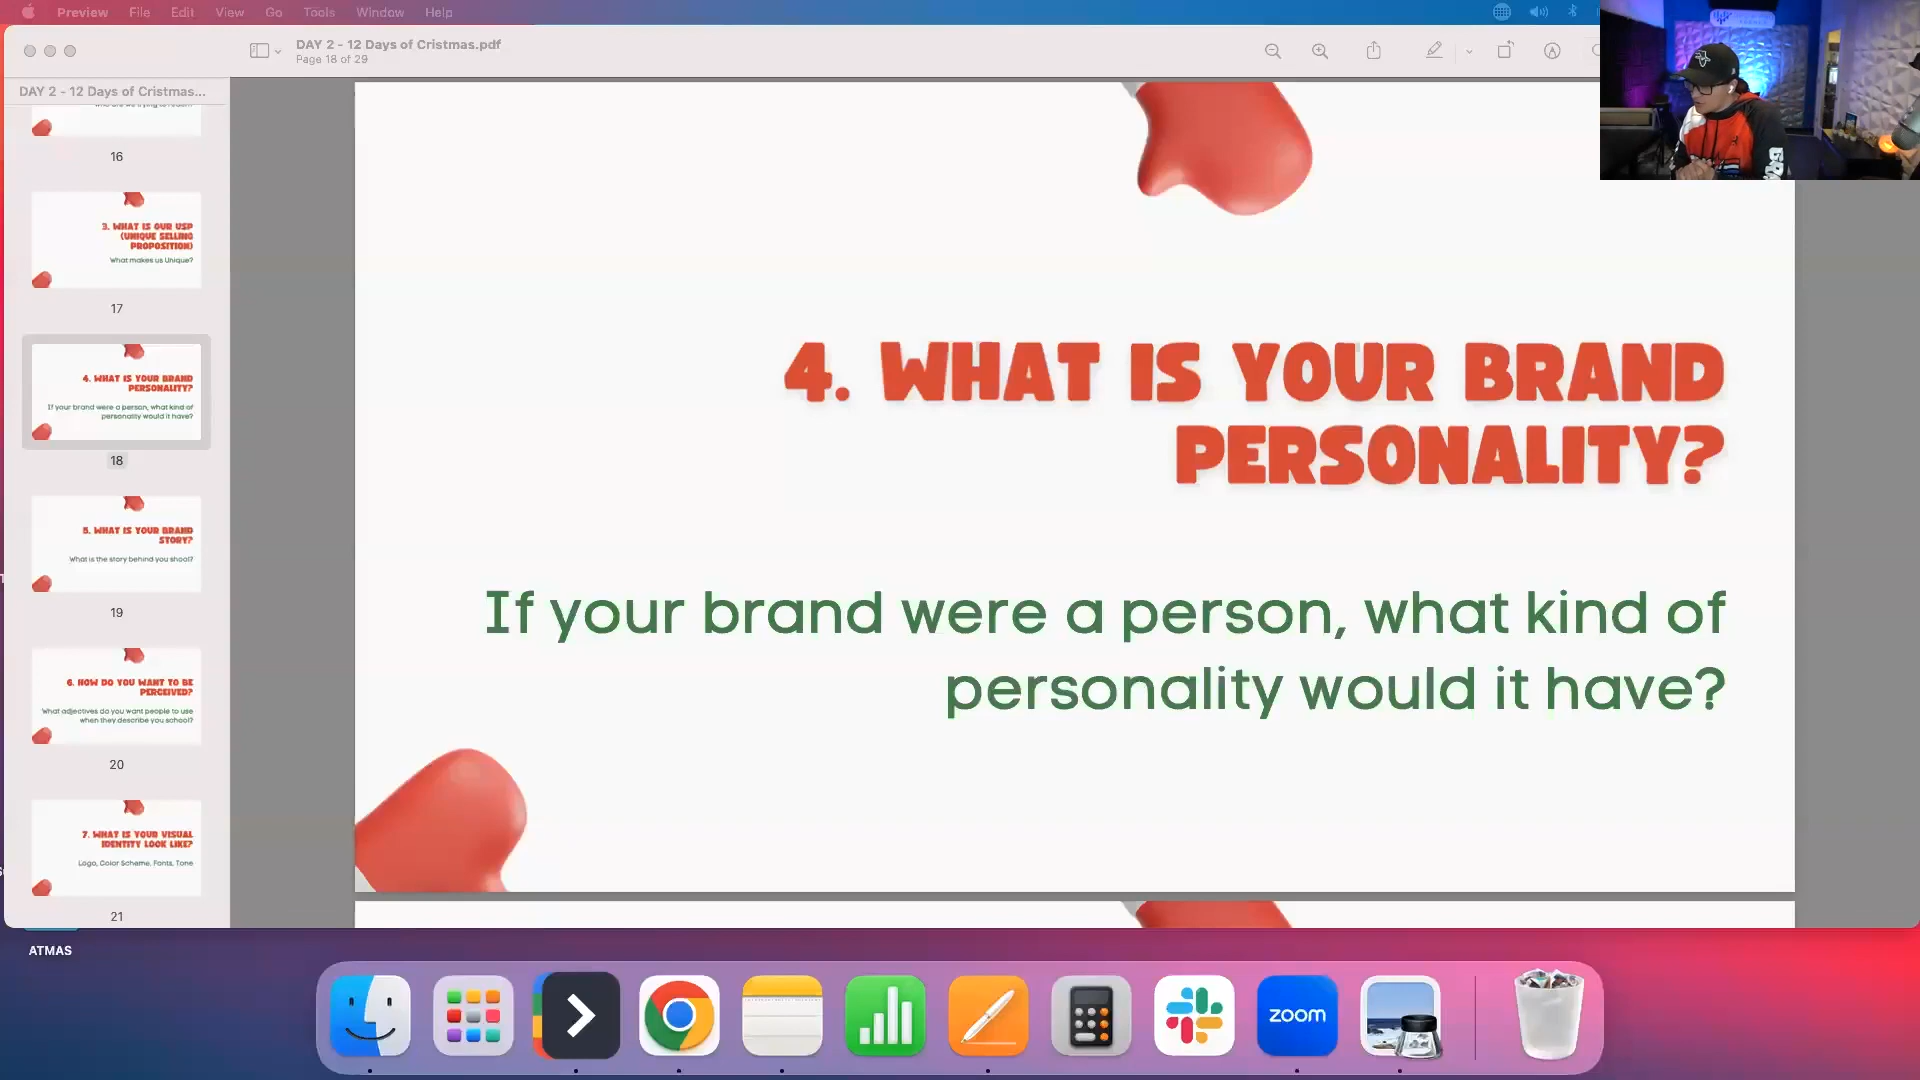 Preview File Edit View Go Tools Window Help
DAY 2 - 12 Days of Cristmas.pdf
Page 18 of 29
DAY 2 - 12 Days of Cristmas...
16
3. WHAT IS OUR USP
(UNIQUE SELLING
PROPOSITION)
What makes us Unique?
17
4. WHAT IS YOUR BRAND
PERSONALITY?
If your brand were a person, what kind of
personality would it have?
18
5. WHAT IS YOUR BRAND
STORY?
What is the story behind you shool?
19
6. HOW DO YOU WANT TO BE
PERCEIVED?
What adjectives do you want people to use
when they describe you school?
20
7. WHAT IS YOUR VISUAL
IDENTITY LOOK LIKE?
Logo, Color Scheme, Fonts, Tone
21
4. WHAT IS YOUR BRAND
PERSONALITY?
If your brand were a person, what kind of
personality would it have?
ATMAS
zoom